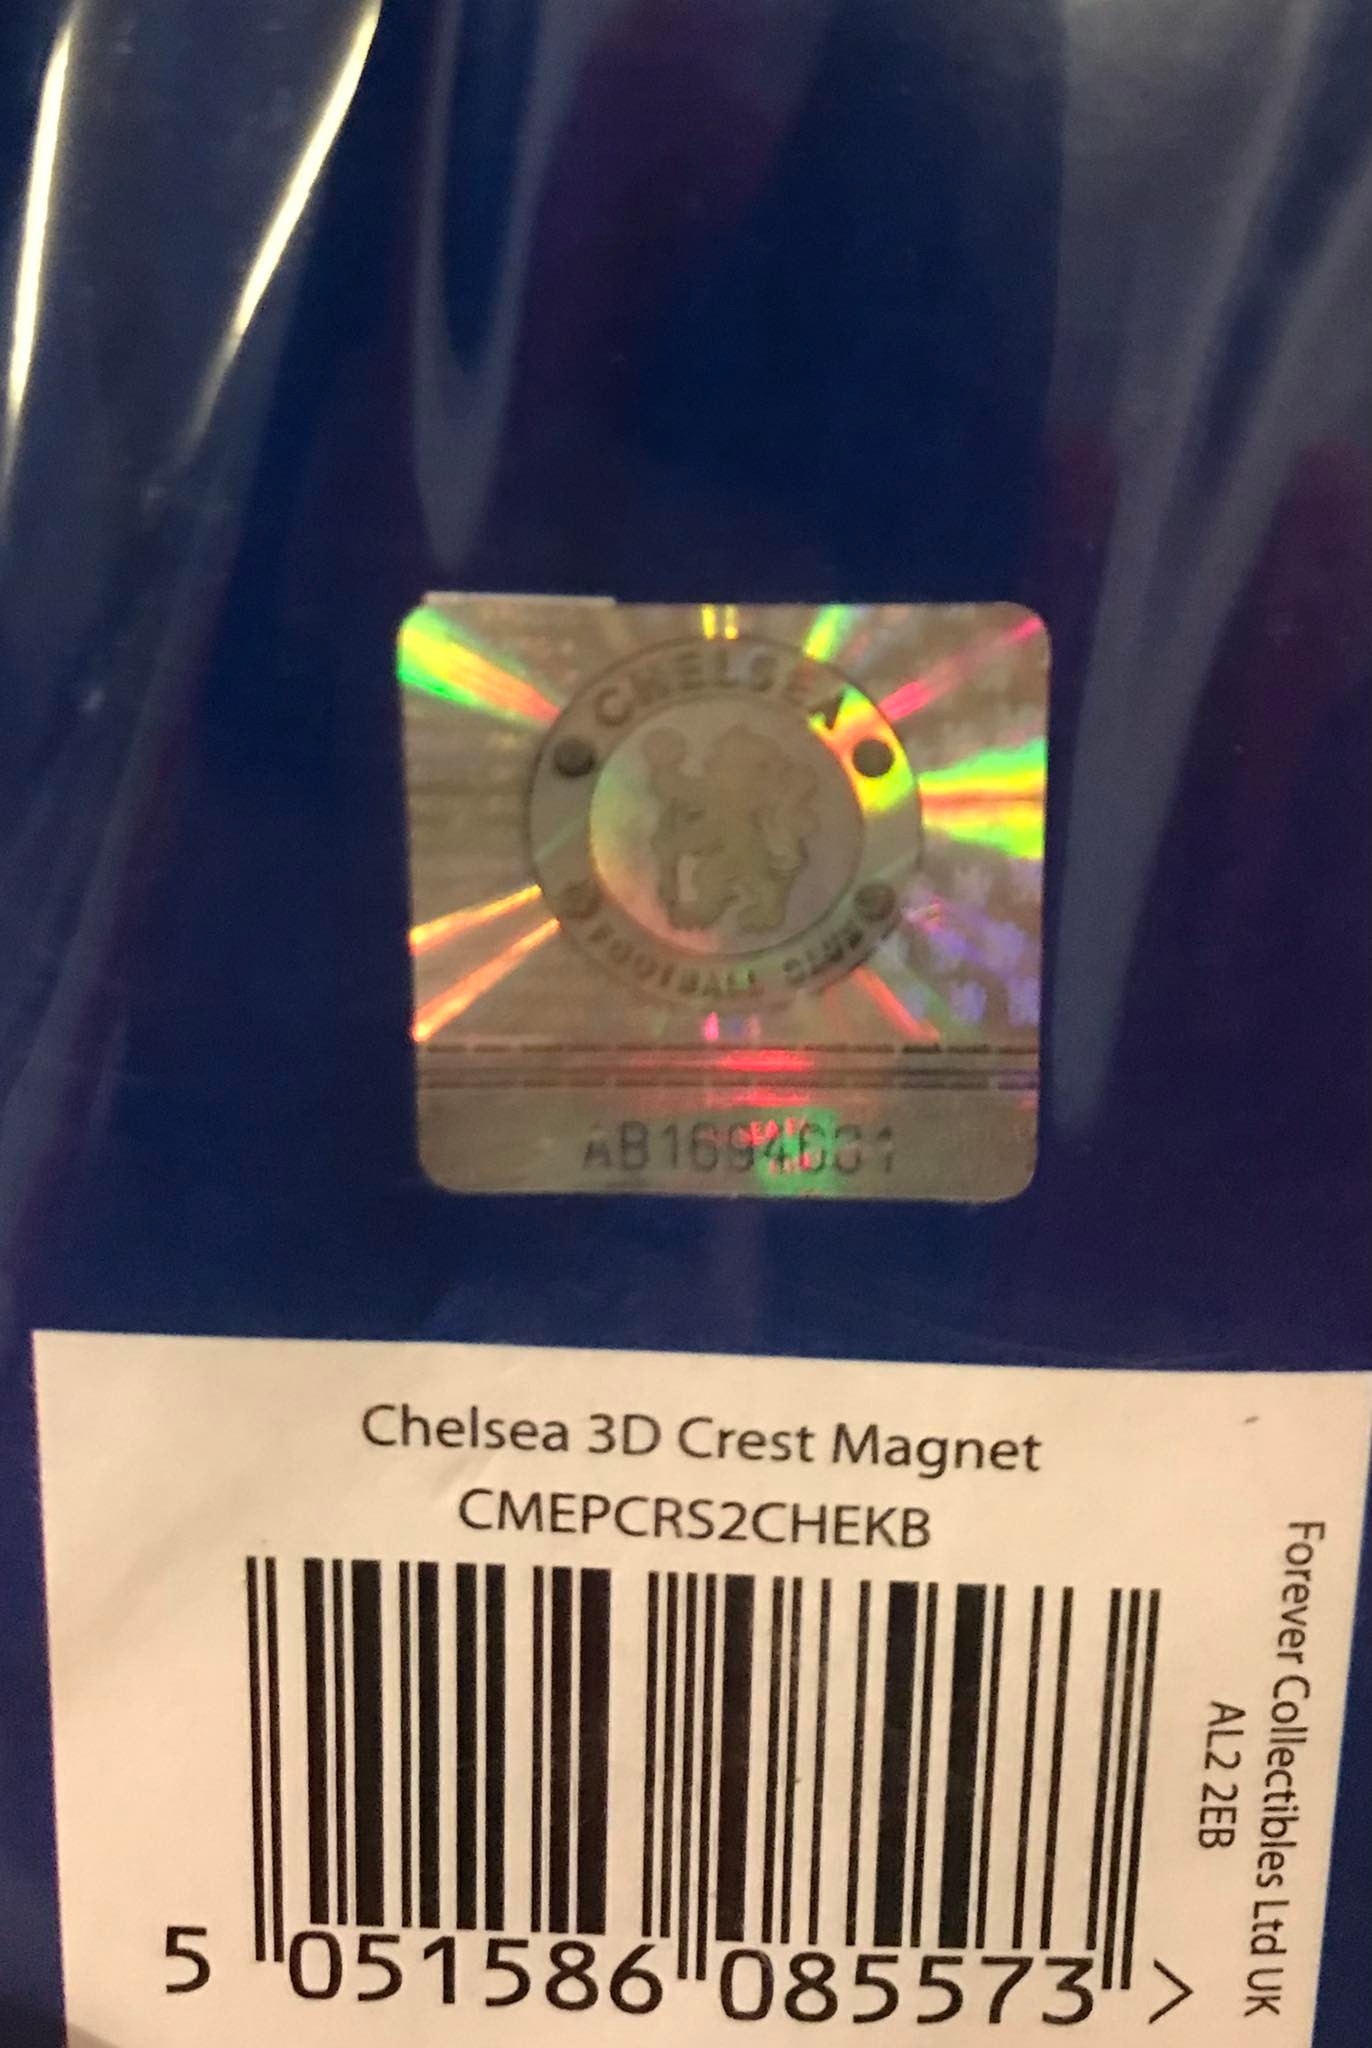 CHELSEA
FOOTBALL CLUB
Chelsea 3D Crest Magnet
CMEPCRS2CHEKB
5 051586 085573 >
Forever Collectibles Ltd UK
AL2 2EB